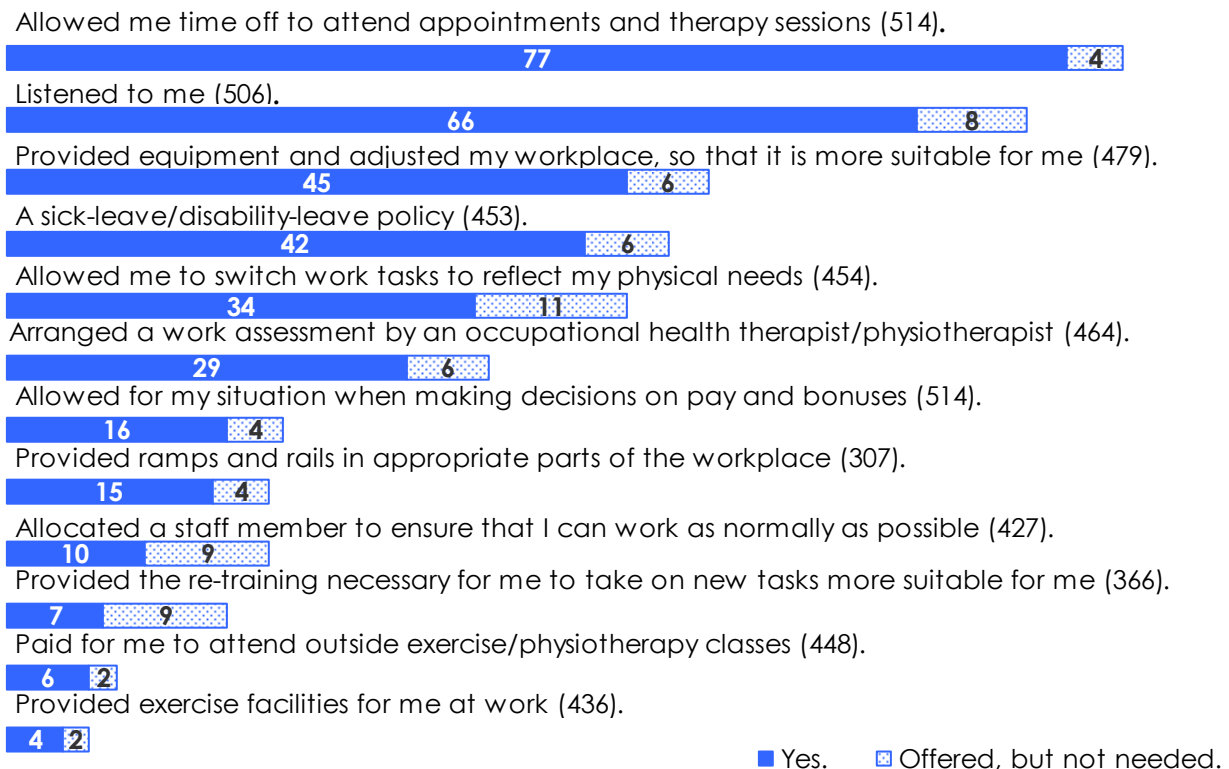 Allowed me time off to attend appointments and therapy sessions (514).
77 4
Listened to me (506).
66 8
Provided equipment and adjusted my workplace, so that it is more suitable for me (479).
45 6
A sick-leave/disability-leave policy (453).
42 6
Allowed me to switch work tasks to reflect my physical needs (454).
34 11
Arranged a work assessment by an occupational health therapist/physiotherapist (464).
29 6
Allowed for my situation when making decisions on pay and bonuses (514).
16 4
Provided ramps and rails in appropriate parts of the workplace (307).
15 4
Allocated a staff member to ensure that I can work as normally as possible (427).
10 9
Provided the re-training necessary for me to take on new tasks more suitable for me (366).
7 9
Paid for me to attend outside exercise/physiotherapy classes (448).
6 2
Provided exercise facilities for me at work (436).
4 2
Yes. Offered, but not needed.